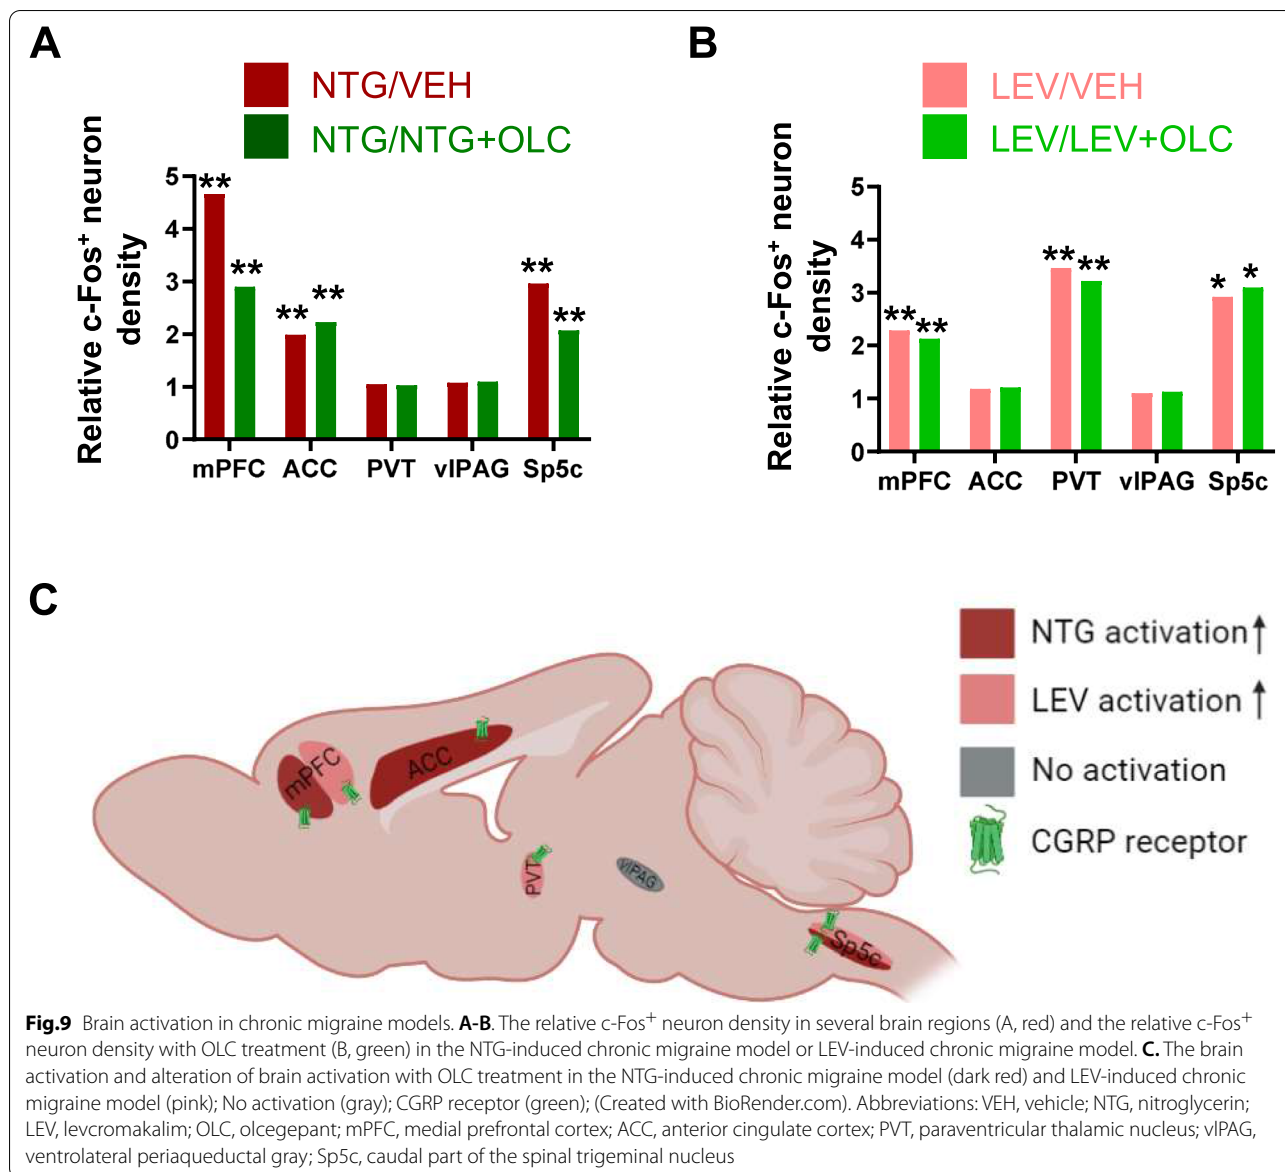 A
NTG/VEH
NTG/NTG+OLC
Relative c-Fos+ neuron
density
5
4
3
2
1
0
**
**
**
**
**
**
mPFC ACC PVT vlPAG Sp5c
B
LEV/VEH
LEV/LEV+OLC
Relative c-Fos+ neuron
density
5
4
3
2
1
0
**
**
**
**
*
*
mPFC ACC PVT vlPAG Sp5c
C
NTG activation↑
LEV activation ↑
No activation
CGRP receptor
mPFC
ACC
PVT
vlPAG
Sp5c
Fig.9 Brain activation in chronic migraine models. A-B. The relative c-Fos+ neuron density in several brain regions (A, red) and the relative c-Fos+
neuron density with OLC treatment (B, green) in the NTG-induced chronic migraine model or LEV-induced chronic migraine model. C. The brain
activation and alteration of brain activation with OLC treatment in the NTG-induced chronic migraine model (dark red) and LEV-induced chronic
migraine model (pink); No activation (gray); CGRP receptor (green); (Created with BioRender.com). Abbreviations: VEH, vehicle; NTG, nitroglycerin;
LEV, levcromakalim; OLC, olcegepant; mPFC, medial prefrontal cortex; ACC, anterior cingulate cortex; PVT, paraventricular thalamic nucleus; vlPAG,
ventrolateral periaqueductal gray; Sp5c, caudal part of the spinal trigeminal nucleus